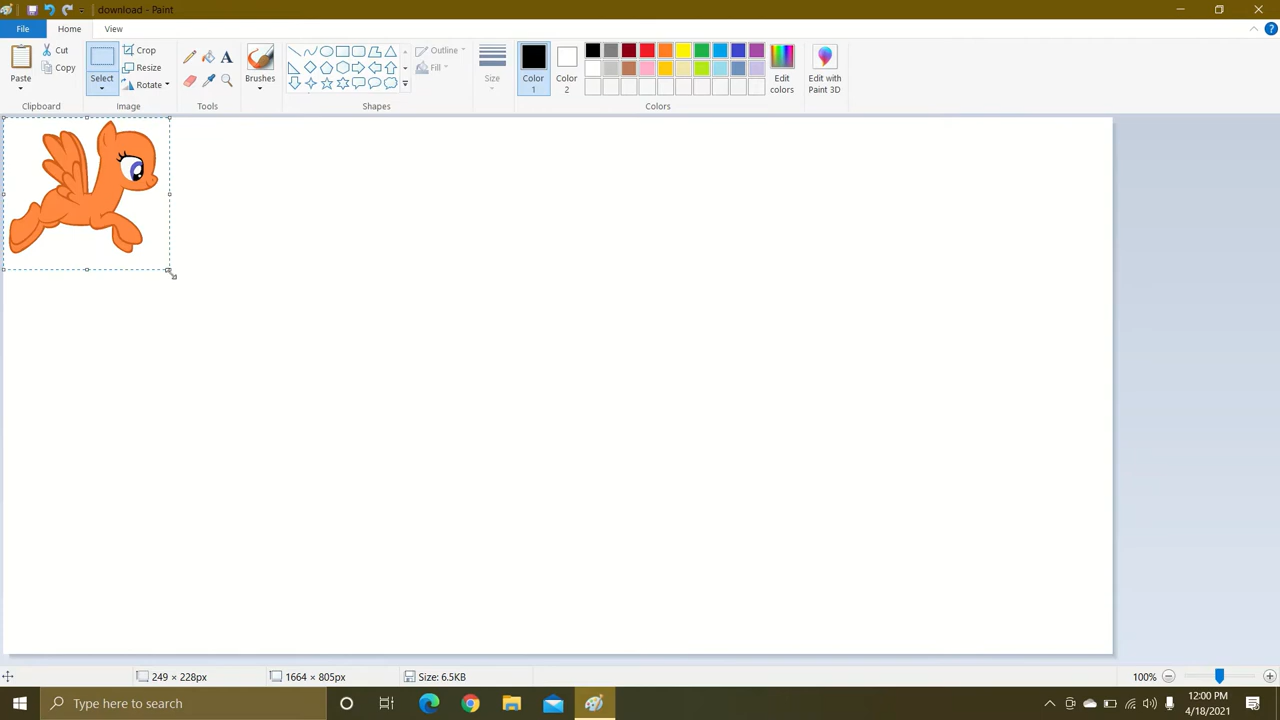 download - Paint
File
Home
View
Paste
Cut
Copy
Clipboard
Select
Crop
Resize
Rotate
Image
A
Tools
Brushes
Outline
Fill
Shapes
Size
Color
1
Color
2
Edit
colors
Colors
Edit with
Paint 3D
249 × 228px
1664 × 805px
Size: 6.5KB
100%
Type here to search
12:00 PM
4/18/2021